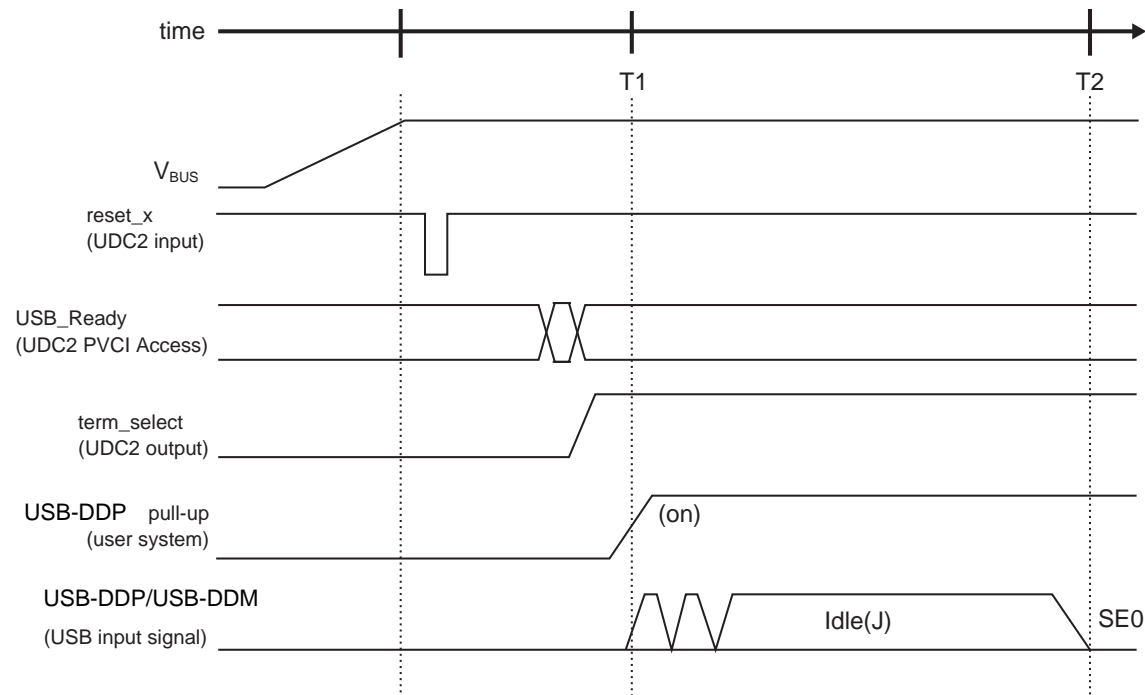 time
T1
T2
VBUS
reset_x
(UDC2 input)
USB_Ready
(UDC2 PVCI Access)
term_select
(UDC2 output)
USB-DDP pull-up
(on)
(user system)
USB-DDP/USB-DDM
Idle(J)
SE0
(USB input signal)